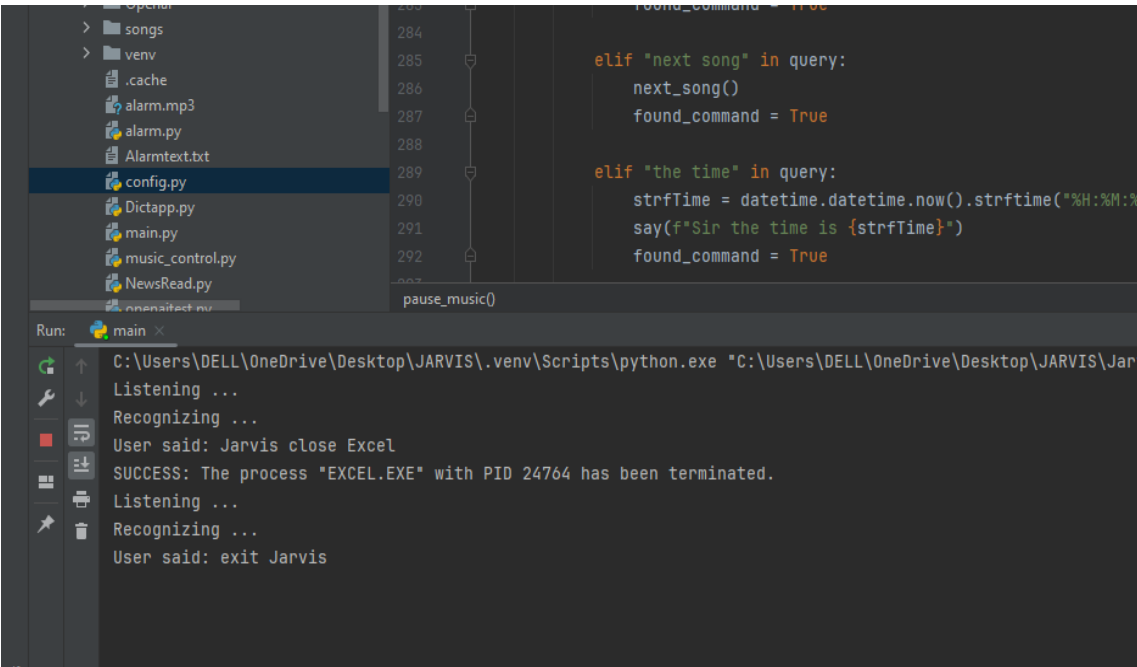 songs
venv
.cache
alarm.mp3
alarm.py
Alarmtext.txt
config.py
Dictapp.py
main.py
music_control.py
NewsRead.py
openaitest.py
284
285 elif "next song" in query:
286 next_song()
287 found_command = True
288
289 elif "the time" in query:
290 strfTime = datetime.datetime.now().strftime("%H:%M:%
291 say(f"Sir the time is {strfTime}")
292 found_command = True
pause_music()
Run: main
C:\Users\DELL\OneDrive\Desktop\JARVIS\.venv\Scripts\python.exe "C:\Users\DELL\OneDrive\Desktop\JARVIS\Jar
Listening ...
Recognizing ...
User said: Jarvis close Excel
SUCCESS: The process "EXCEL.EXE" with PID 24764 has been terminated.
Listening ...
Recognizing ...
User said: exit Jarvis